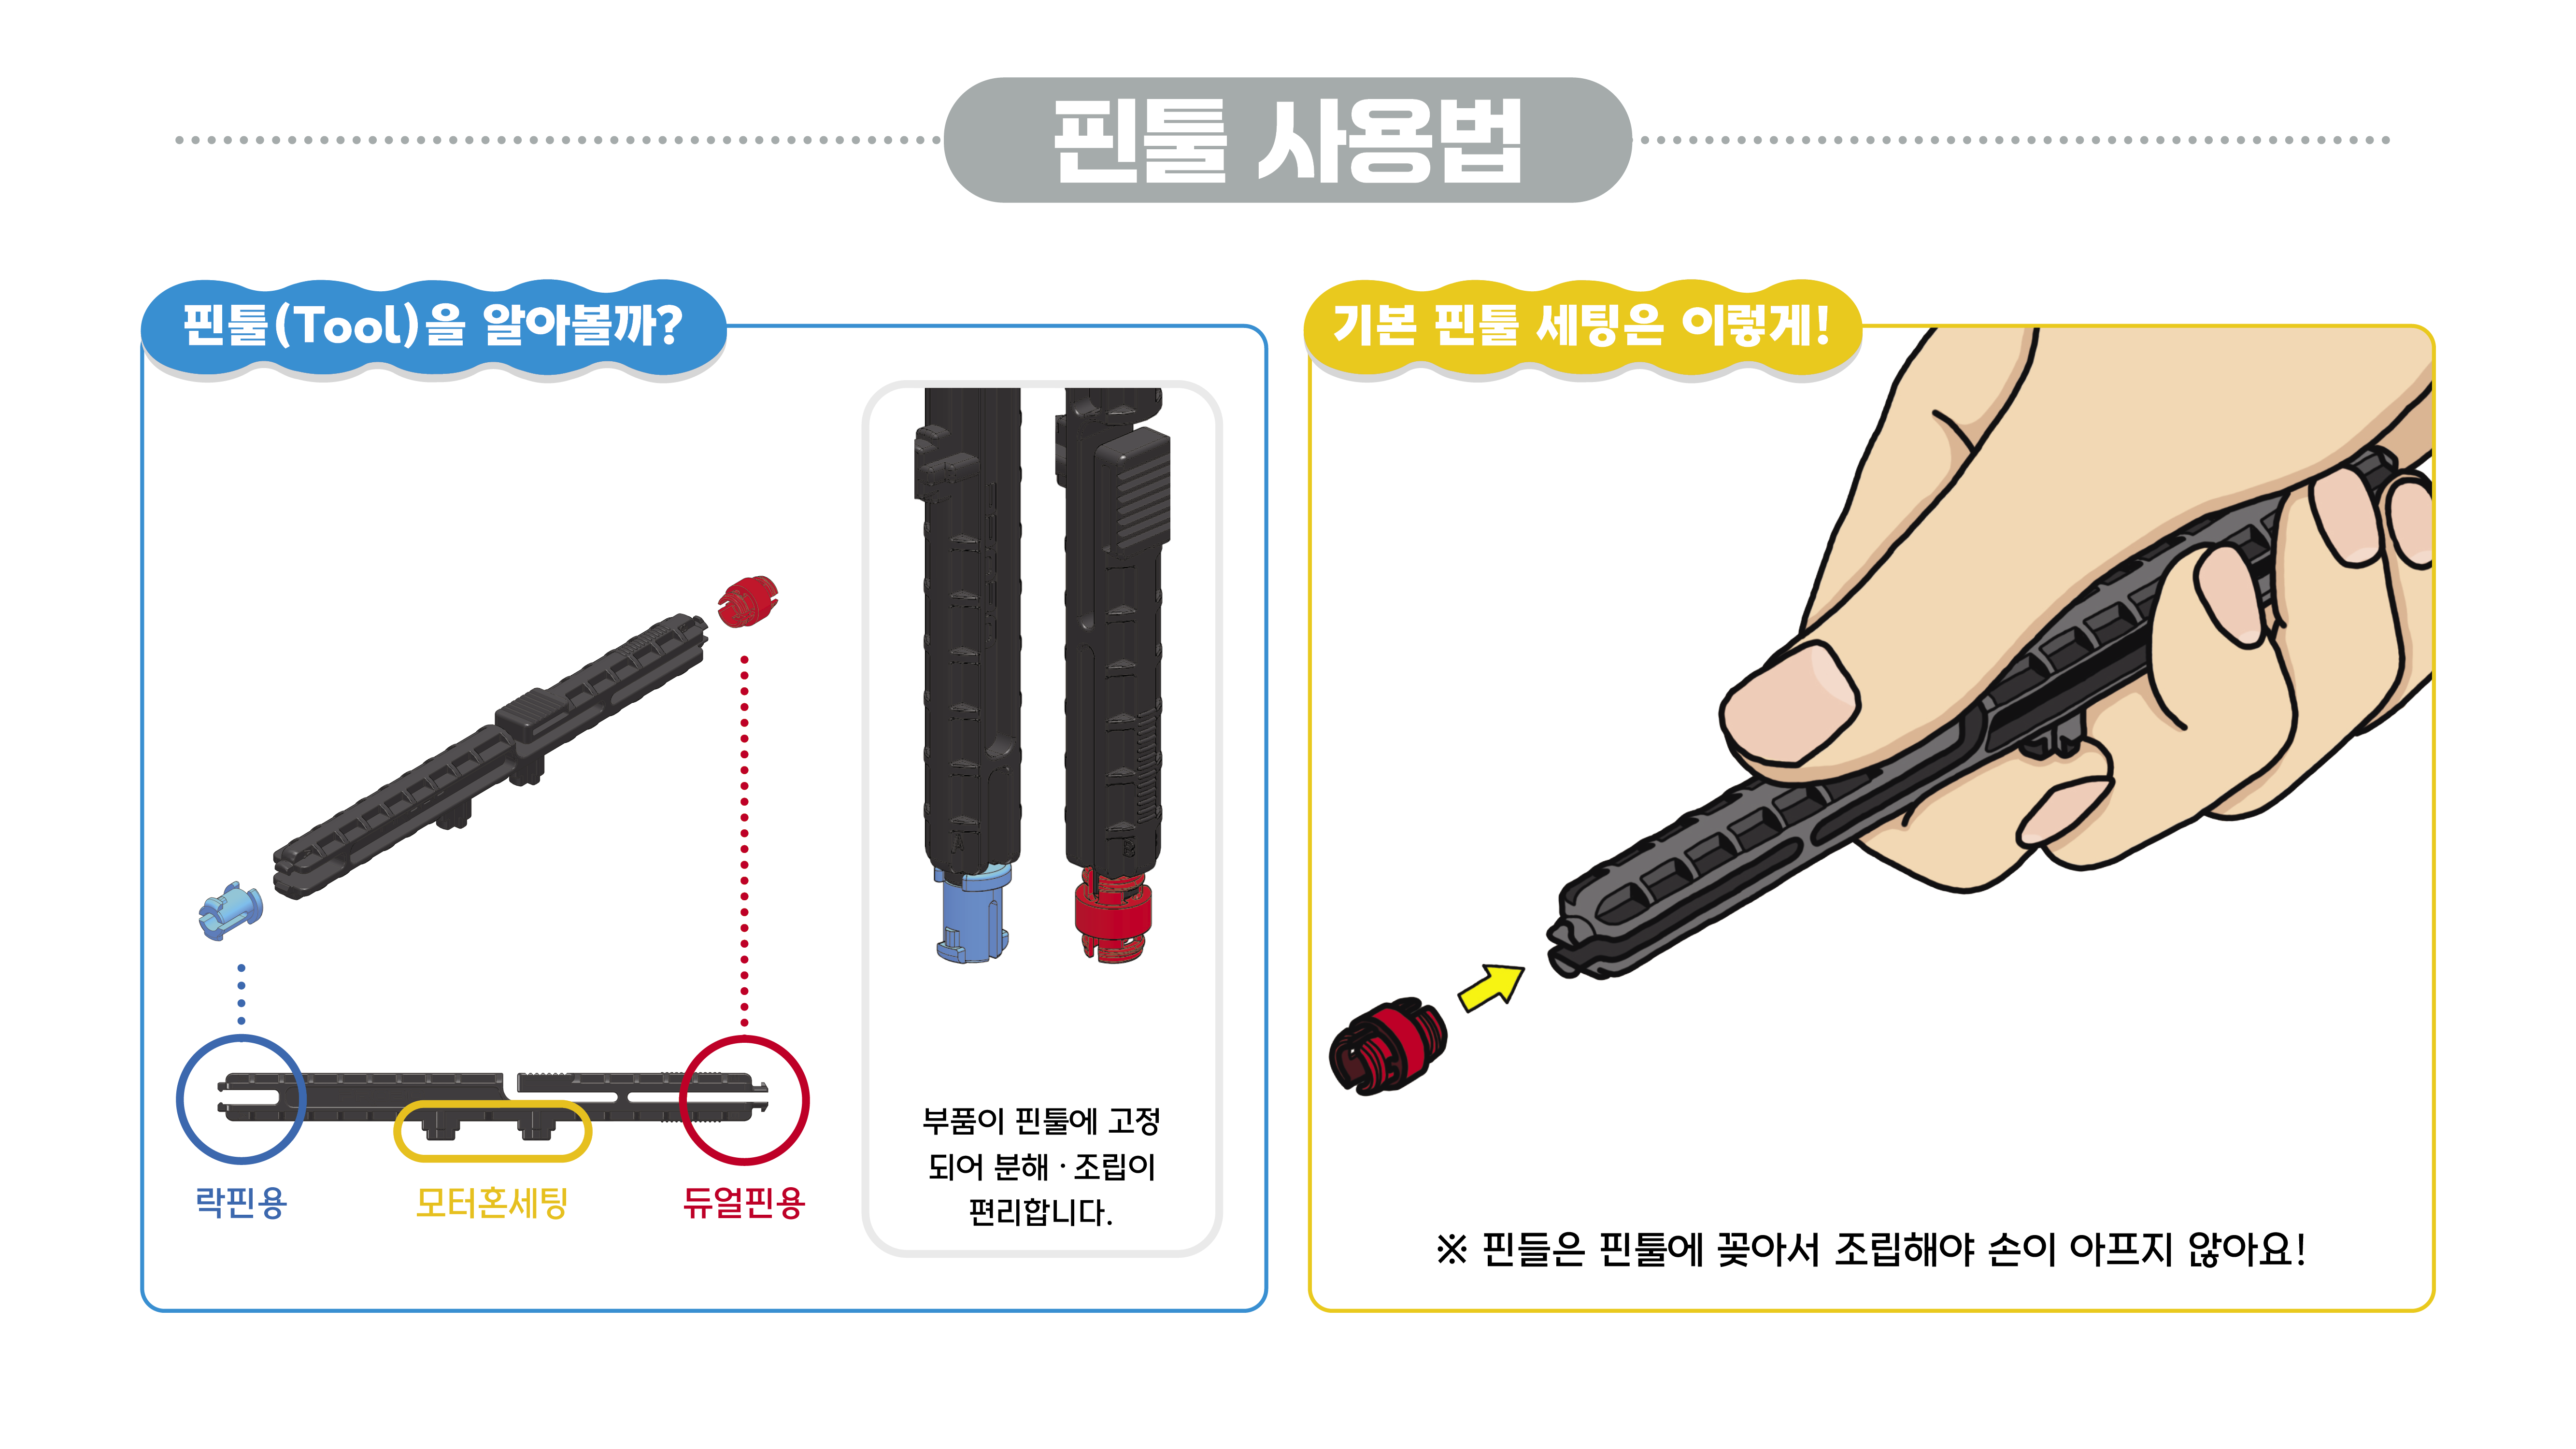 핀툴 사용법
핀툴(Tool)을 알아볼까?
기본 핀툴 세팅은 이렇게!
A
B
부품이 핀툴에 고정
되어 분해 · 조립이
편리합니다.
락핀용
모터혼세팅
듀얼핀용
※ 핀들은 핀툴에 꽂아서 조립해야 손이 아프지 않아요!